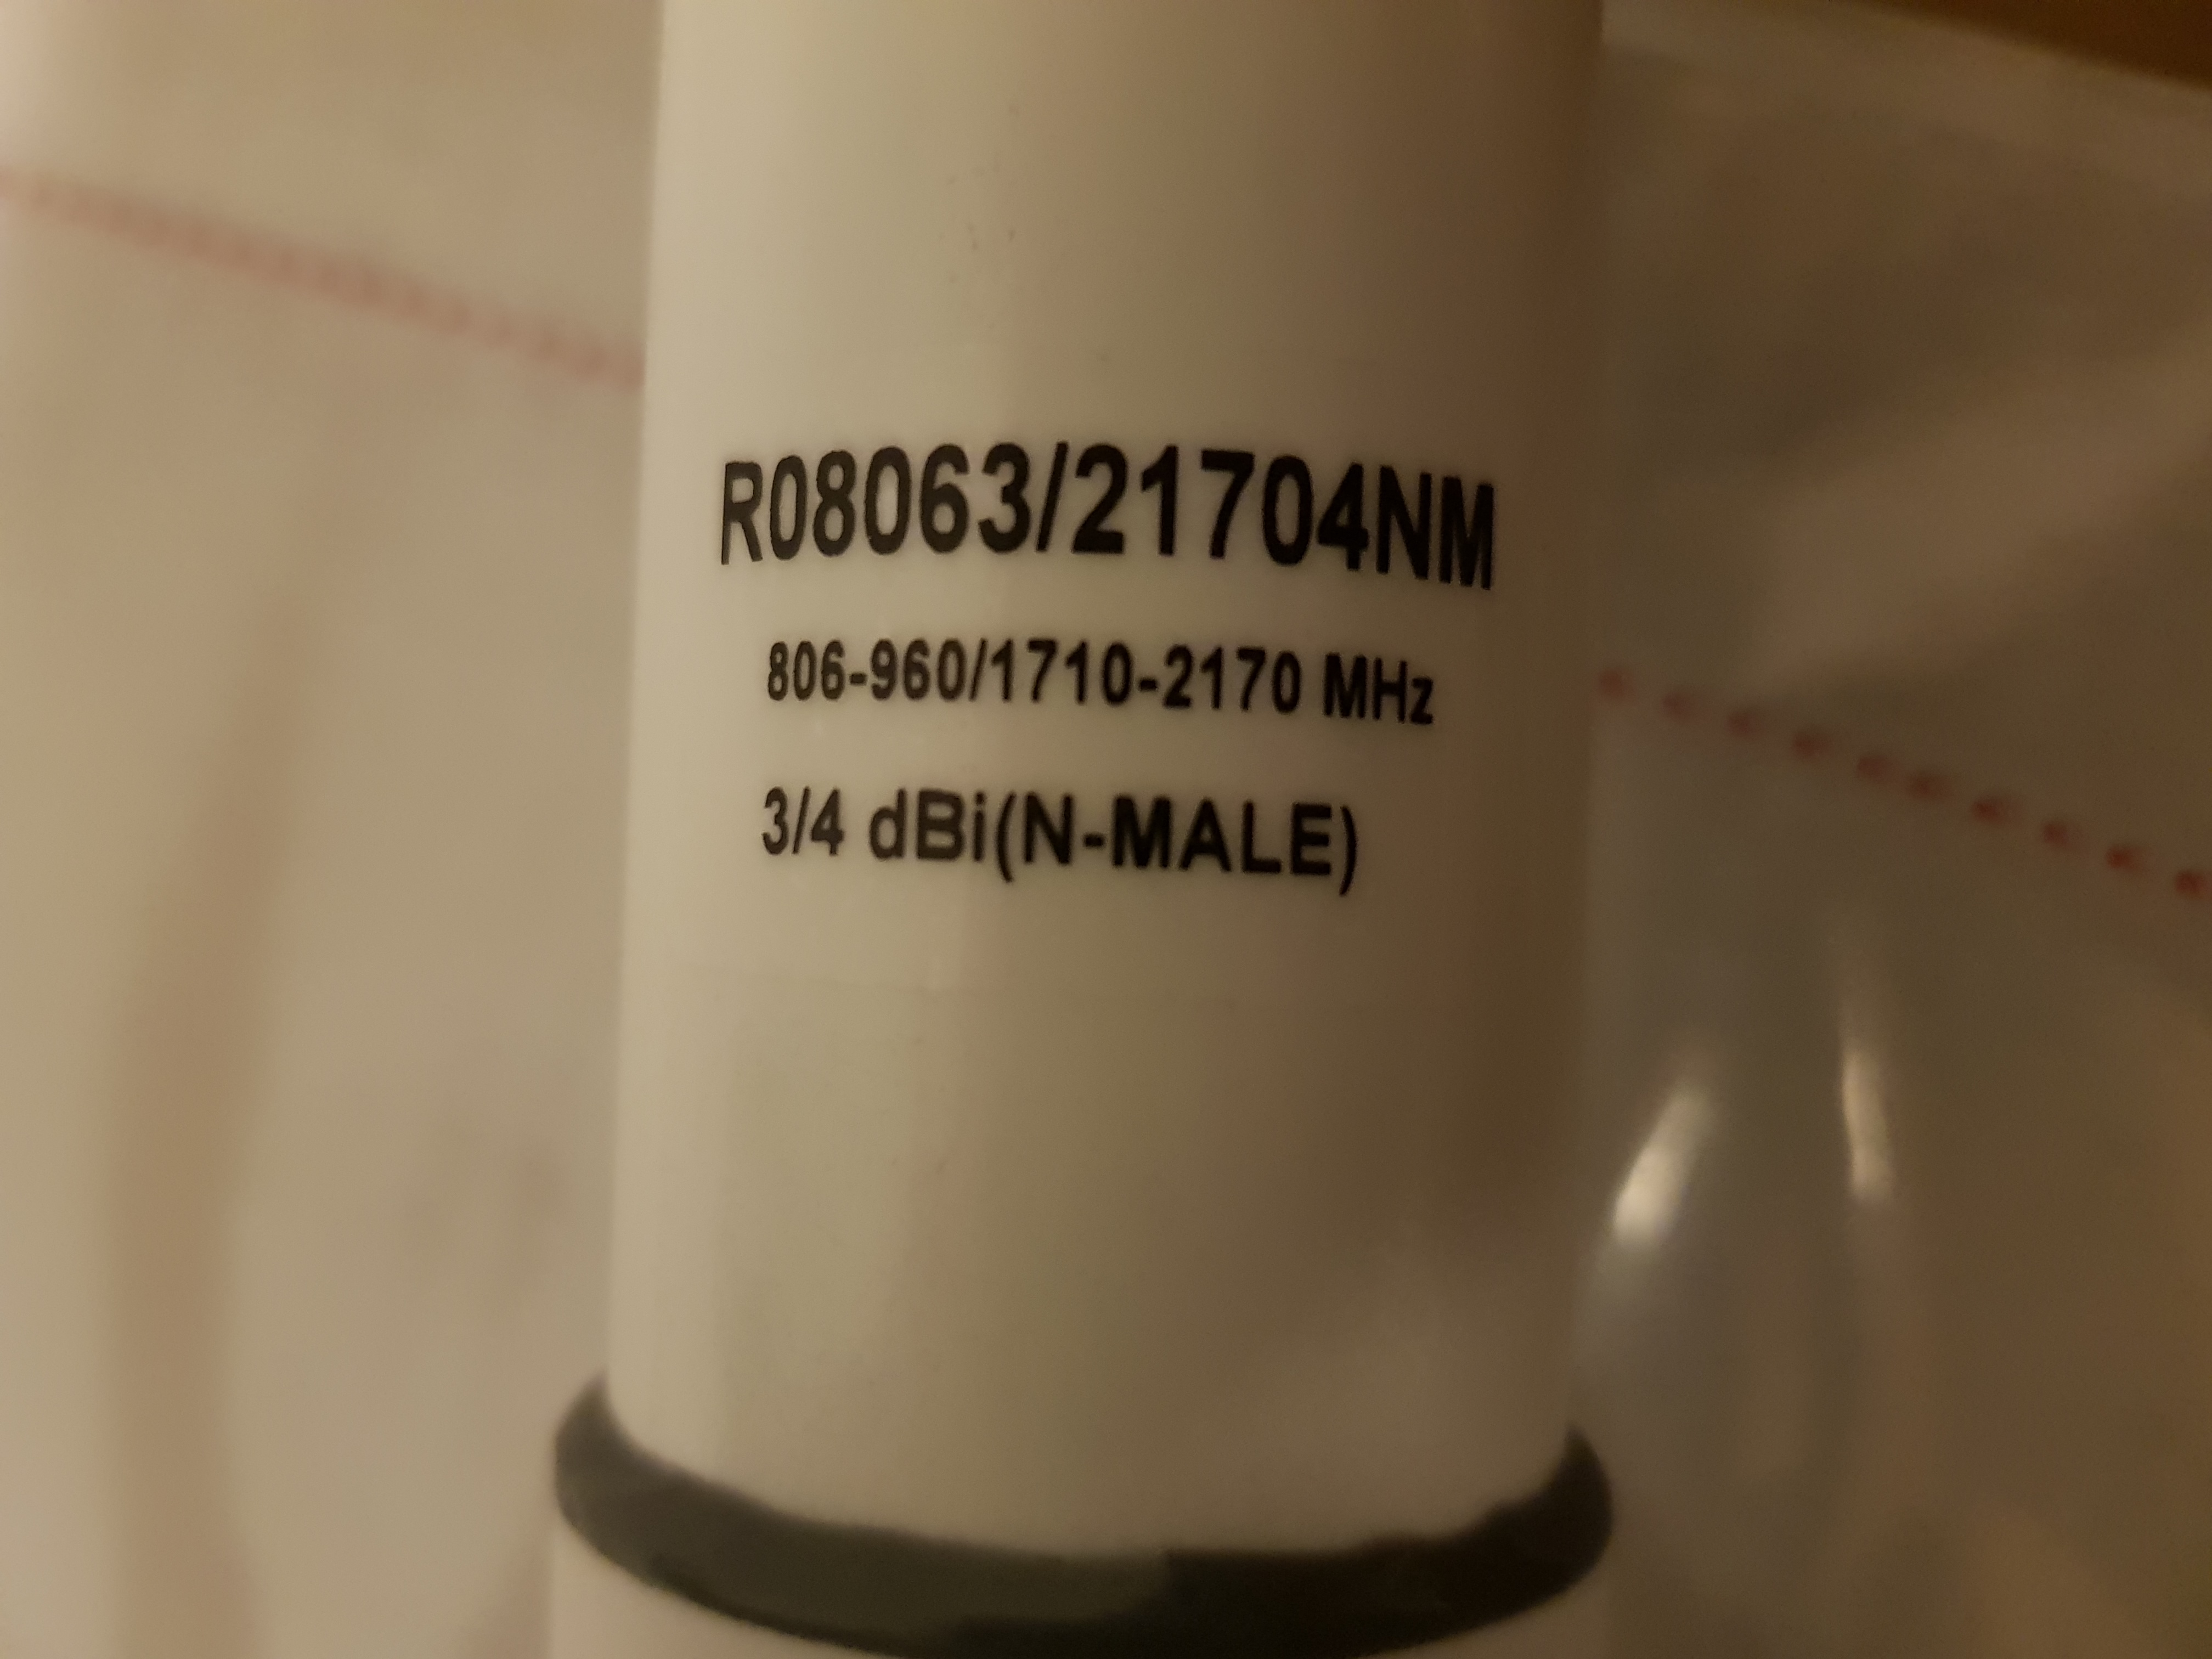 R08063/21704NM
806-960/1710-2170 MHz
3/4 dBi(N-MALE)